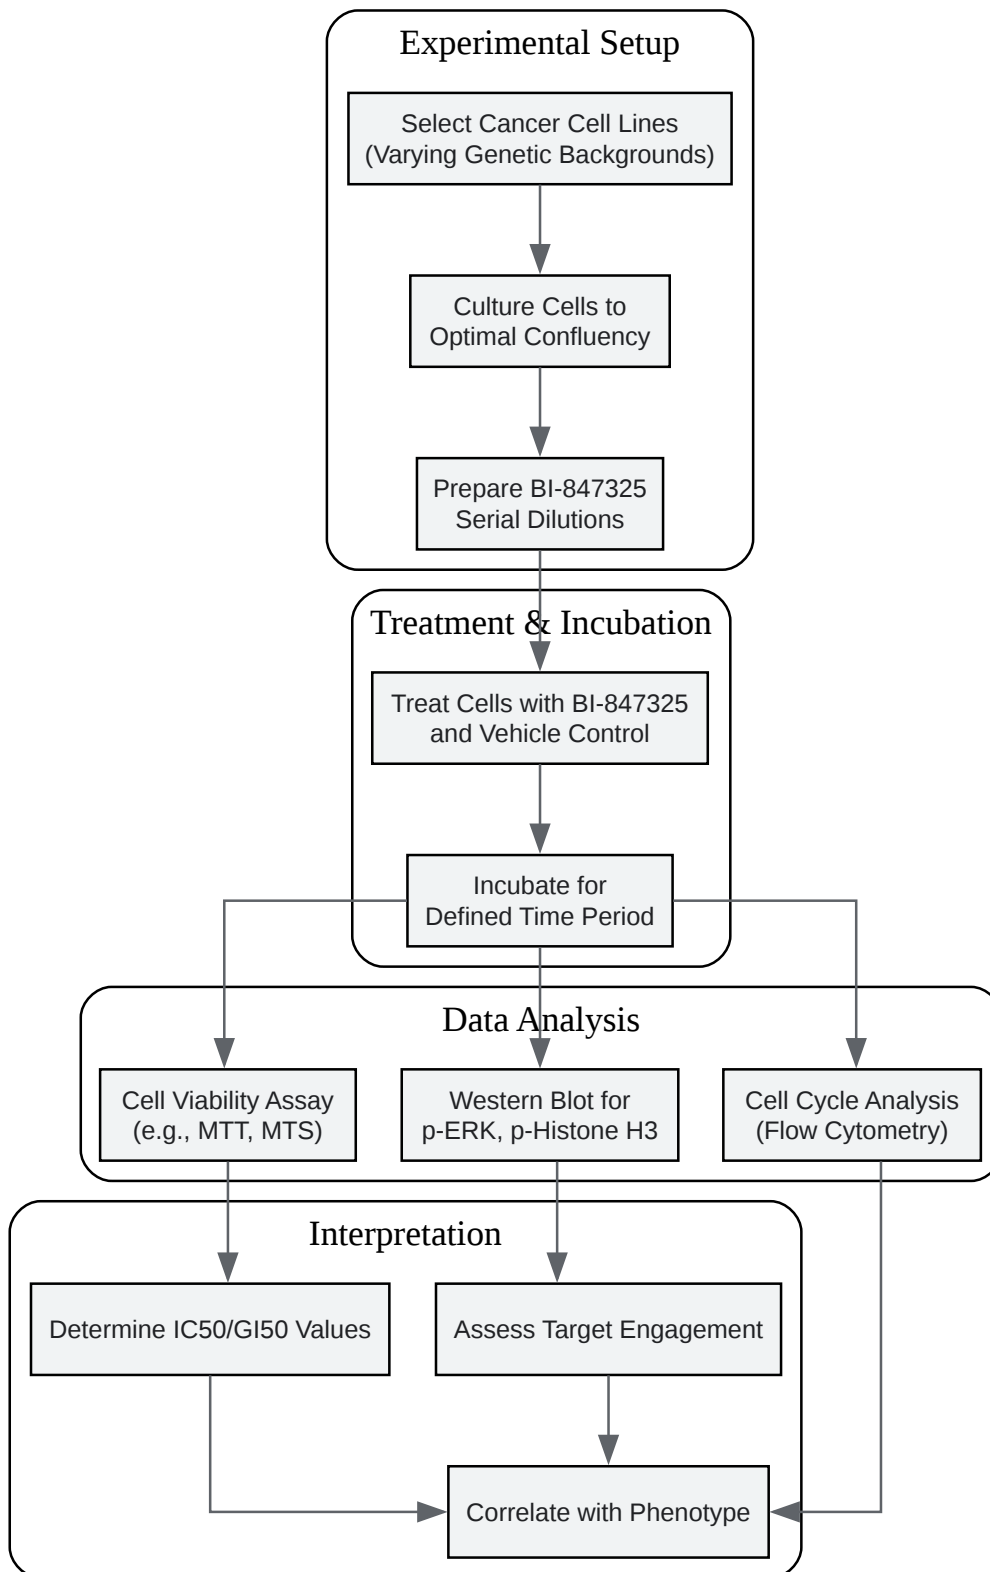 Experimental Setup
Select Cancer Cell Lines
(Varying Genetic Backgrounds)
Culture Cells to
Optimal Confluency
Prepare BI-847325
Serial Dilutions
Treatment & Incubation
Treat Cells with BI-847325
and Vehicle Control
Incubate for
Defined Time Period
Data Analysis
Cell Viability Assay
(e.g., MTT, MTS)
Western Blot for
p-ERK, p-Histone H3
Cell Cycle Analysis
(Flow Cytometry)
Interpretation
Determine IC50/GI50 Values
Assess Target Engagement
Correlate with Phenotype